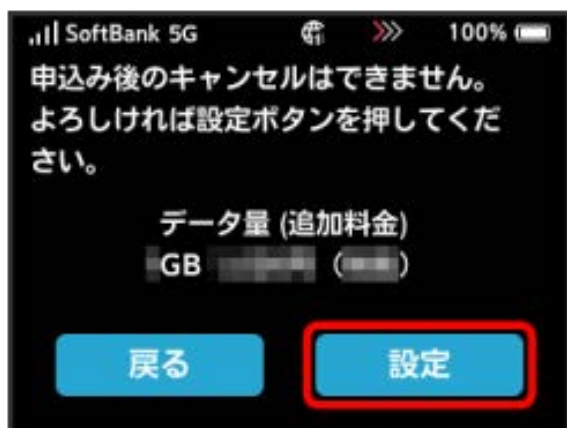 SoftBank 5G 100%
申込み後のキャンセルはできません。
よろしければ設定ボタンを押してくだ
さい。
データ量 (追加料金)
GB ( )
戻る 設定